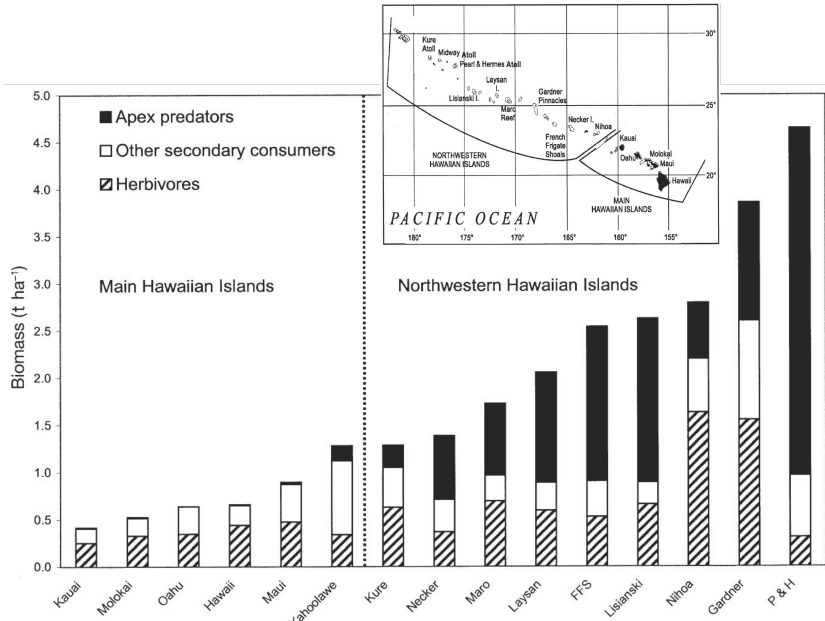 30°
Kure
Atoll
Midway Atoll
Pearl & Hermes Atoll
Laysan
I.
Lisianski I.
Maro
Reef
Gardner
Pinnacles
25°
Necker I.
Nihoa
French
Frigate
Shoals
Kauai
Oahu
Molokai
Maui
Hawaii
20°
NORTHWESTERN
HAWAIIAN ISLANDS
MAIN
HAWAIIAN ISLANDS
PACIFIC OCEAN
180°
175°
170°
165°
160°
155°
5.0
4.5
4.0
3.5
3.0
2.5
2.0
1.5
1.0
0.5
0.0
Biomass (t ha⁻¹)
Apex predators
Other secondary consumers
Herbivores
Main Hawaiian Islands
Northwestern Hawaiian Islands
Kauai
Molokai
Oahu
Hawaii
Maui
Kahoolawe
Kure
Necker
Maro
Laysan
FFS
Lisianski
Nihoa
Gardner
P & H